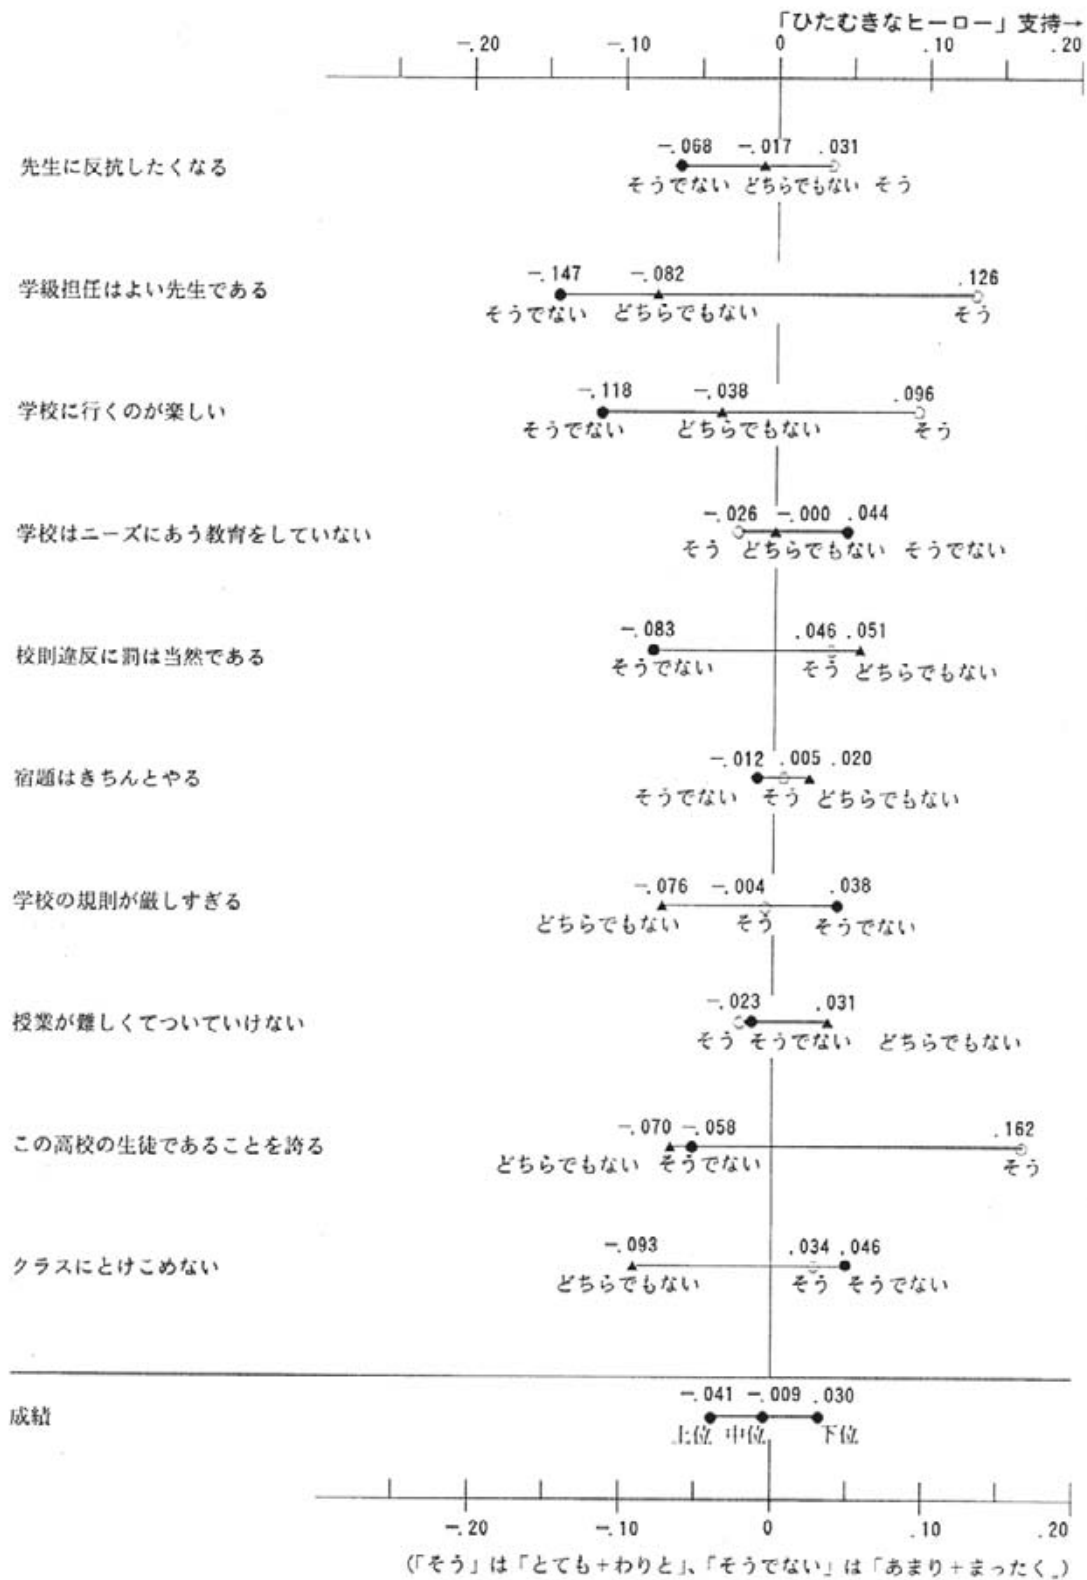 「ひたむきなヒーロー」支持→
-.20 -.10 0 .10 .20
-.068 -.017 .031
先生に反抗したくなる
そうでない どちらでもない そう
-.147 -.082 .126
学級担任はよい先生である
そうでない どちらでもない そう
-.118 -.038 .096
学校に行くのが楽しい
そうでない どちらでもない そう
-.026 -.000 .044
学校はニーズにあう教育をしていない
そう どちらでもない そうでない
-.083 .046 .051
校則違反に罰は当然である
そうでない そう どちらでもない
-.012 .005 .020
宿題はきちんとやる
そうでない そう どちらでもない
-.076 -.004 .038
学校の規則が厳しすぎる
どちらでもない そう そうでない
-.023 .031
授業が難しくてついていけない
そう そうでない どちらでもない
-.070 -.058 .162
この高校の生徒であることを誇る
どちらでもない そうでない そう
-.093 .034 .046
クラスにとけこめない
どちらでもない そう そうでない
-.041 -.009 .030
成績
上位 中位 下位
-.20 -.10 0 .10 .20
(「そう」は「とても+わりと」、「そうでない」は「あまり+まったく」)